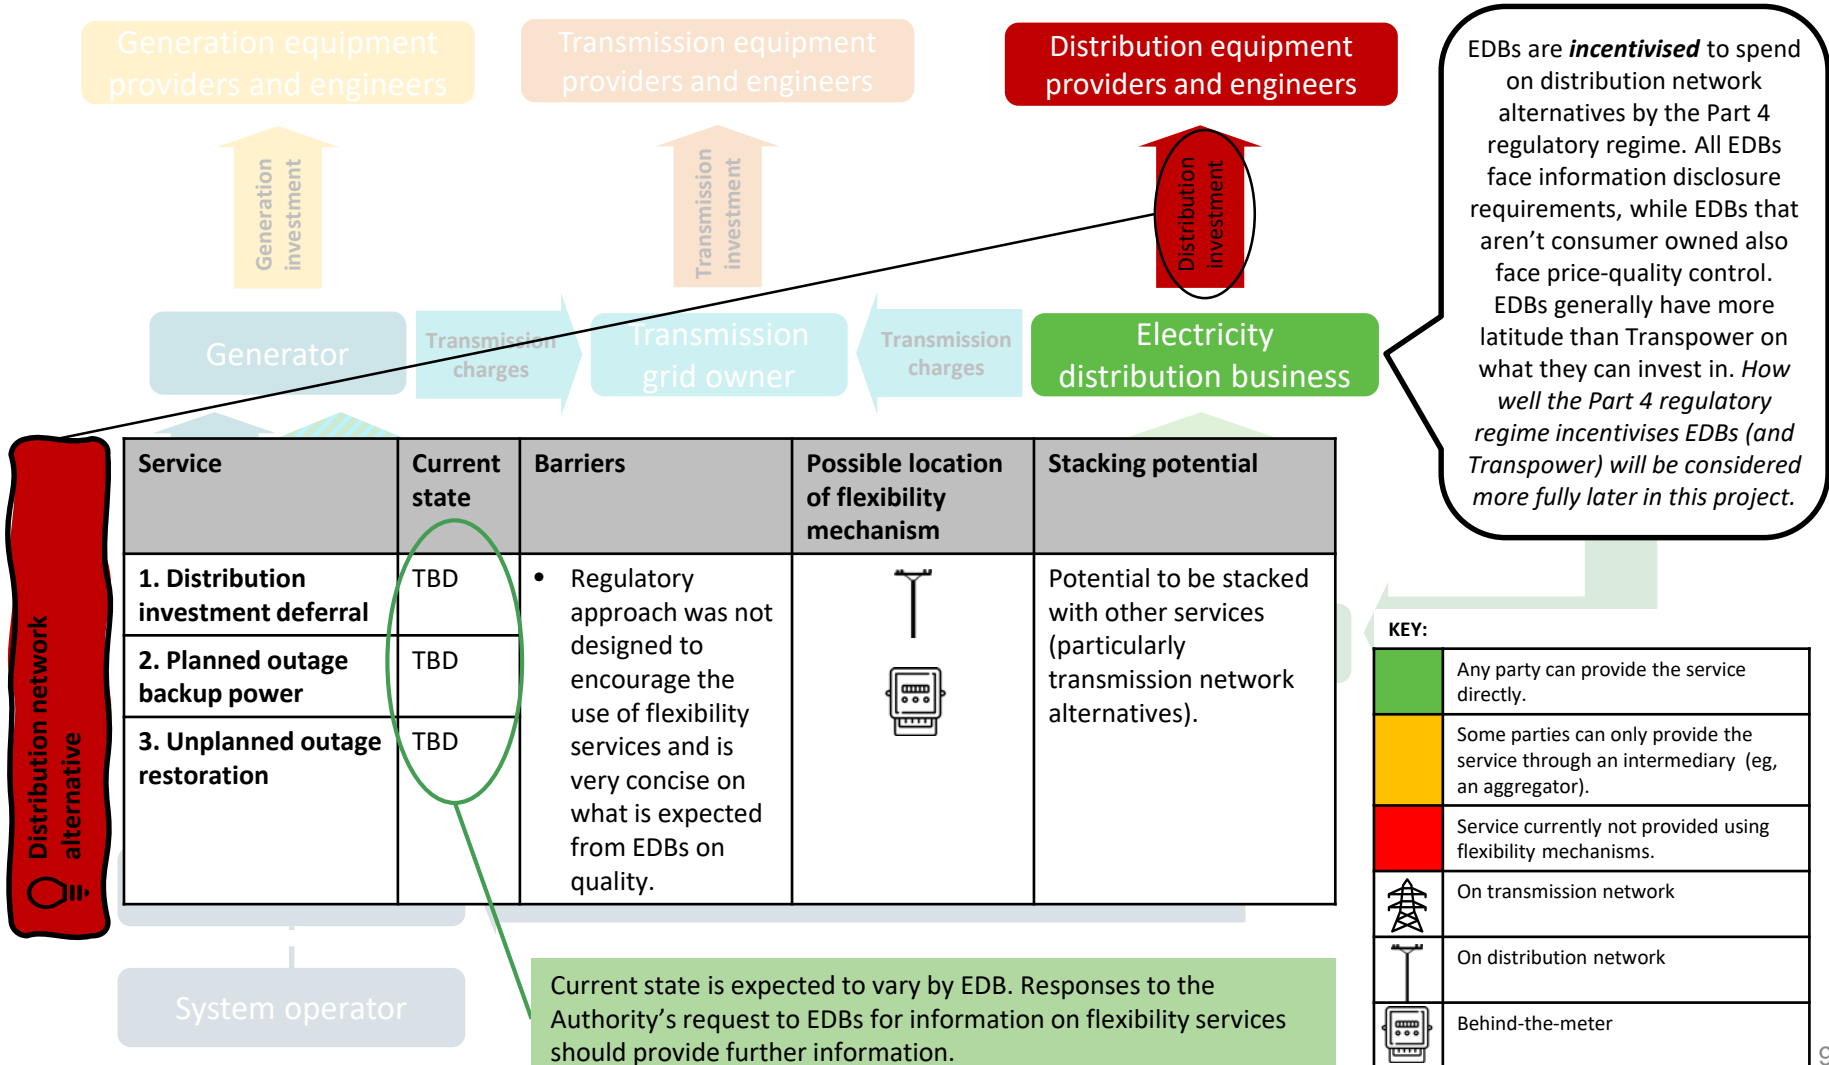 Generation equipment
providers and engineers
Transmission equipment
providers and engineers
Distribution equipment
providers and engineers
EDBs are incentivised to spend
on distribution network
alternatives by the Part 4
regulatory regime. All EDBs
face information disclosure
requirements, while EDBs that
aren't consumer owned also
face price-quality control.
EDBs generally have more
latitude than Transpower on
what they can invest in. How
well the Part 4 regulatory
regime incentivises EDBs (and
Transpower) will be considered
more fully later in this project.
Generation
investment
Transmission
investment
Distribution
investment
Generator
Transmission
charges
Transmission
grid owner
Transmission
charges
Electricity
distribution business
Distribution network
alternative
Service
Current
state
Barriers
Possible location
of flexibility
mechanism
Stacking potential
1. Distribution
investment deferral
TBD
2. Planned outage
backup power
TBD
3. Unplanned outage
restoration
TBD
• Regulatory
approach was not
designed to
encourage the
use of flexibility
services and is
very concise on
what is expected
from EDBs on
quality.
Potential to be stacked
with other services
(particularly
transmission network
alternatives).
KEY:
Any party can provide the service
directly.
Some parties can only provide the
service through an intermediary (eg,
an aggregator).
Service currently not provided using
flexibility mechanisms.
On transmission network
On distribution network
Behind-the-meter
System operator
Current state is expected to vary by EDB. Responses to the
Authority's request to EDBs for information on flexibility services
should provide further information.
9